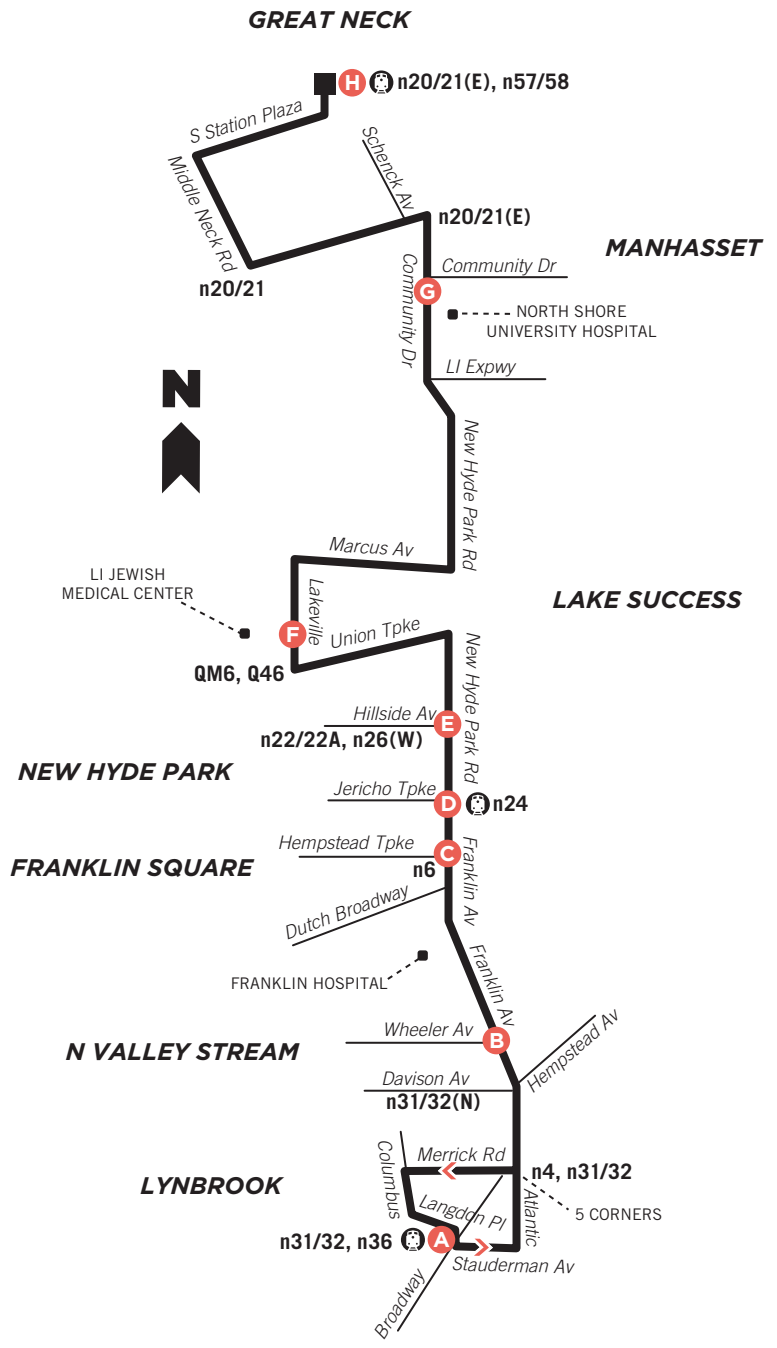 GREAT NECK
H n20/21(E), n57/58
S Station Plaza
Schenck Av
Middle Neck Rd
n20/21(E)
MANHASSET
Community Dr
Community Dr
n20/21
G
NORTH SHORE
UNIVERSITY HOSPITAL
LI Expwy
N
New Hyde Park Rd
Marcus Av
LI JEWISH
MEDICAL CENTER
Lakeville
LAKE SUCCESS
F
Union Tpke
QM6, Q46
New Hyde Park Rd
Hillside Av
E
n22/22A, n26(W)
NEW HYDE PARK
Jericho Tpke
D n24
Hempstead Tpke
C
n6
FRANKLIN SQUARE
Franklin Av
Dutch Broadway
FRANKLIN HOSPITAL
Franklin Av
Wheeler Av
B
Hempstead Av
N VALLEY STREAM
Davison Av
n31/32(N)
Columbus
Merrick Rd
n4, n31/32
LYNBROOK
Langdon Pl
Atlantic
5 CORNERS
n31/32, n36 A
Stauderman Av
Broadway